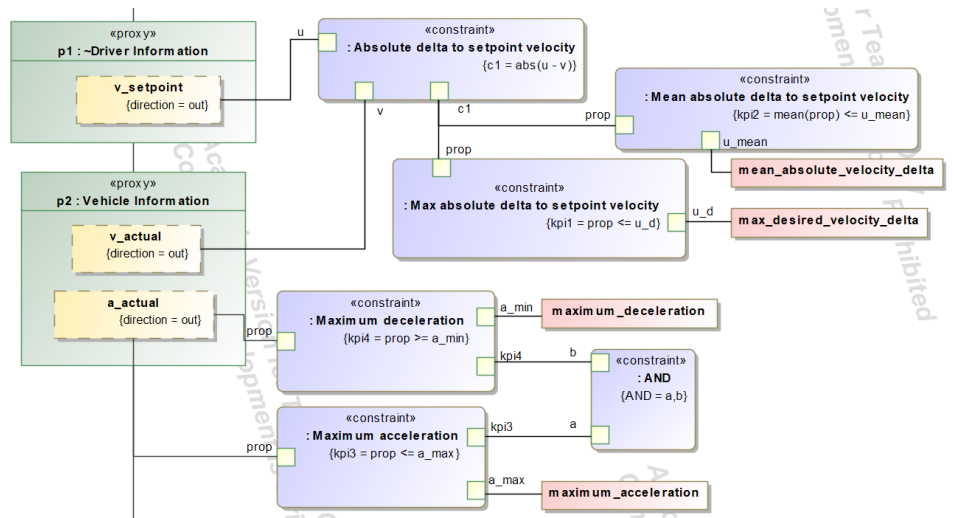 «proxy»
p1 : ~Driver Information
v_setpoint
{direction = out}
u
«constraint»
: Absolute delta to setpoint velocity
{c1 = abs(u - v)}
v
c1
prop
«constraint»
: Mean absolute delta to setpoint velocity
{kpi2 = mean(prop) <= u_mean}
u_mean
mean_absolute_velocity_delta
prop
«constraint»
: Max absolute delta to setpoint velocity
{kpi1 = prop <= u_d}
u_d
max_desired_velocity_delta
«proxy»
p2 : Vehicle Information
v_actual
{direction = out}
a_actual
{direction = out}
prop
«constraint»
: Maximum deceleration
{kpi4 = prop >= a_min}
a_min
maximum_deceleration
kpi4
b
«constraint»
: AND
{AND = a,b}
a
prop
«constraint»
: Maximum acceleration
{kpi3 = prop <= a_max}
kpi3
a_max
maximum_acceleration